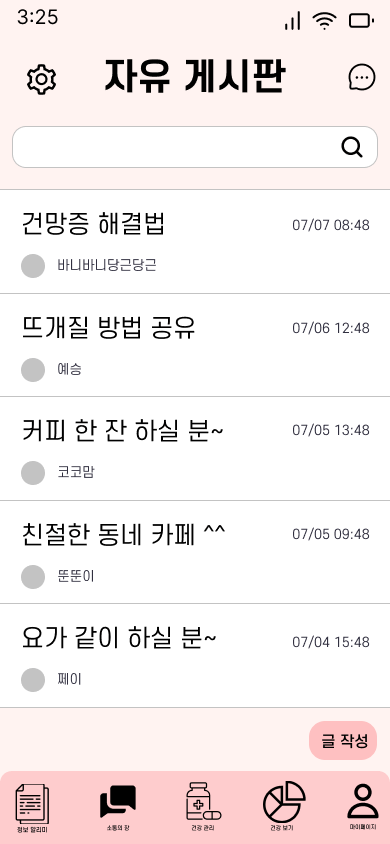 3:25
자유 게시판
건망증 해결법
07/07 08:48
바니바니당근당근
뜨개질 방법 공유
07/06 12:48
예승
커피 한 잔 하실 분~
07/05 13:48
코코맘
친절한 동네 카페 ^^
07/05 09:48
뚠뚠이
요가 같이 하실 분~
07/04 15:48
페이
글 작성
정보 알리미
소통의 장
건강 관리
건강 보기
마이페이지